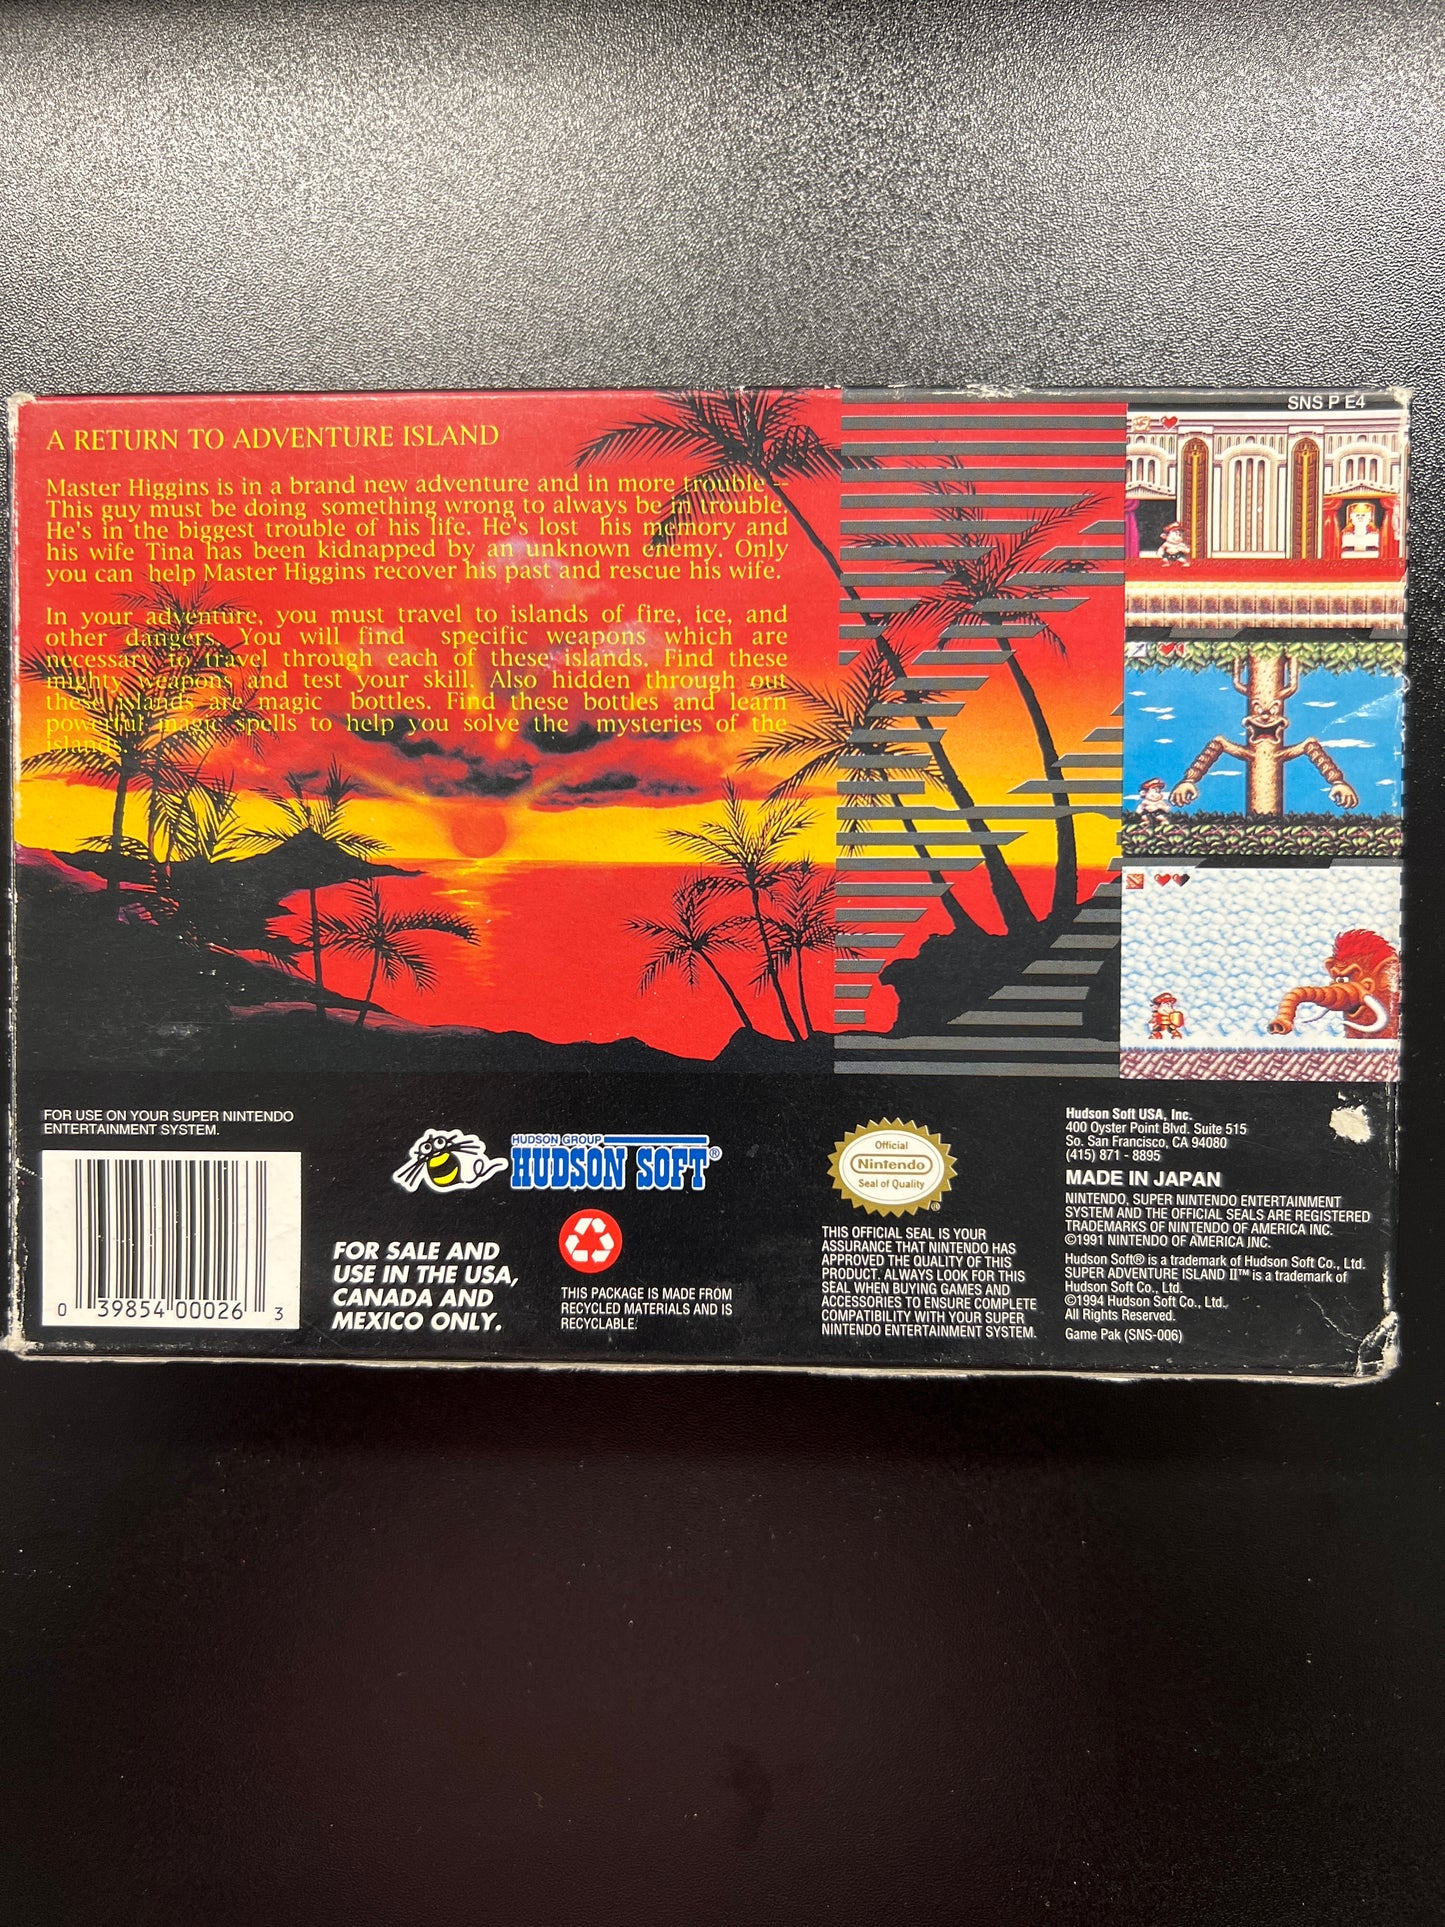 SNS P E4
A RETURN TO ADVENTURE ISLAND
Master Higgins is in a brand new adventure and in more trouble --
This guy must be doing something wrong to always be in trouble.
He's in the biggest trouble of his life. He's lost his memory and
his wife Tina has been kidnapped by an unknown enemy. Only
you can help Master Higgins recover his past and rescue his wife.
In your adventure, you must travel to islands of fire, ice, and
other dangers. You will find specific weapons which are
necessary to travel through each of these islands. Find these
mighty weapons and test your skill. Also hidden through out
these islands are magic bottles. Find these bottles and learn
powerful magic spells to help you solve the mysteries of the
islands.
FOR USE ON YOUR SUPER NINTENDO
ENTERTAINMENT SYSTEM.
0 39854 00026 3
FOR SALE AND
USE IN THE USA,
CANADA AND
MEXICO ONLY.
HUDSON GROUP
HUDSON SOFT®
THIS PACKAGE IS MADE FROM
RECYCLED MATERIALS AND IS
RECYCLABLE.
Official
Nintendo
Seal of Quality
®
THIS OFFICIAL SEAL IS YOUR
ASSURANCE THAT NINTENDO HAS
APPROVED THE QUALITY OF THIS
PRODUCT. ALWAYS LOOK FOR THIS
SEAL WHEN BUYING GAMES AND
ACCESSORIES TO ENSURE COMPLETE
COMPATIBILITY WITH YOUR SUPER
NINTENDO ENTERTAINMENT SYSTEM.
Hudson Soft USA, Inc.
400 Oyster Point Blvd. Suite 515
So. San Francisco, CA 94080
(415) 871 - 8895
MADE IN JAPAN
NINTENDO, SUPER NINTENDO ENTERTAINMENT
SYSTEM AND THE OFFICIAL SEALS ARE REGISTERED
TRADEMARKS OF NINTENDO OF AMERICA INC.
©1991 NINTENDO OF AMERICA INC.
Hudson Soft® is a trademark of Hudson Soft Co., Ltd.
SUPER ADVENTURE ISLAND II™ is a trademark of
Hudson Soft Co., Ltd.
©1994 Hudson Soft Co., Ltd.
All Rights Reserved.
Game Pak (SNS-006)